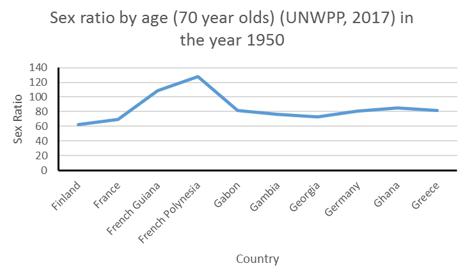 Sex ratio by age (70 year olds) (UNWPP, 2017) in
the year 1950
140
120
100
80
60
40
20
0
Sex Ratio
Finland
France
French Guiana
French Polynesia
Gabon
Gambia
Georgia
Germany
Ghana
Greece
Country